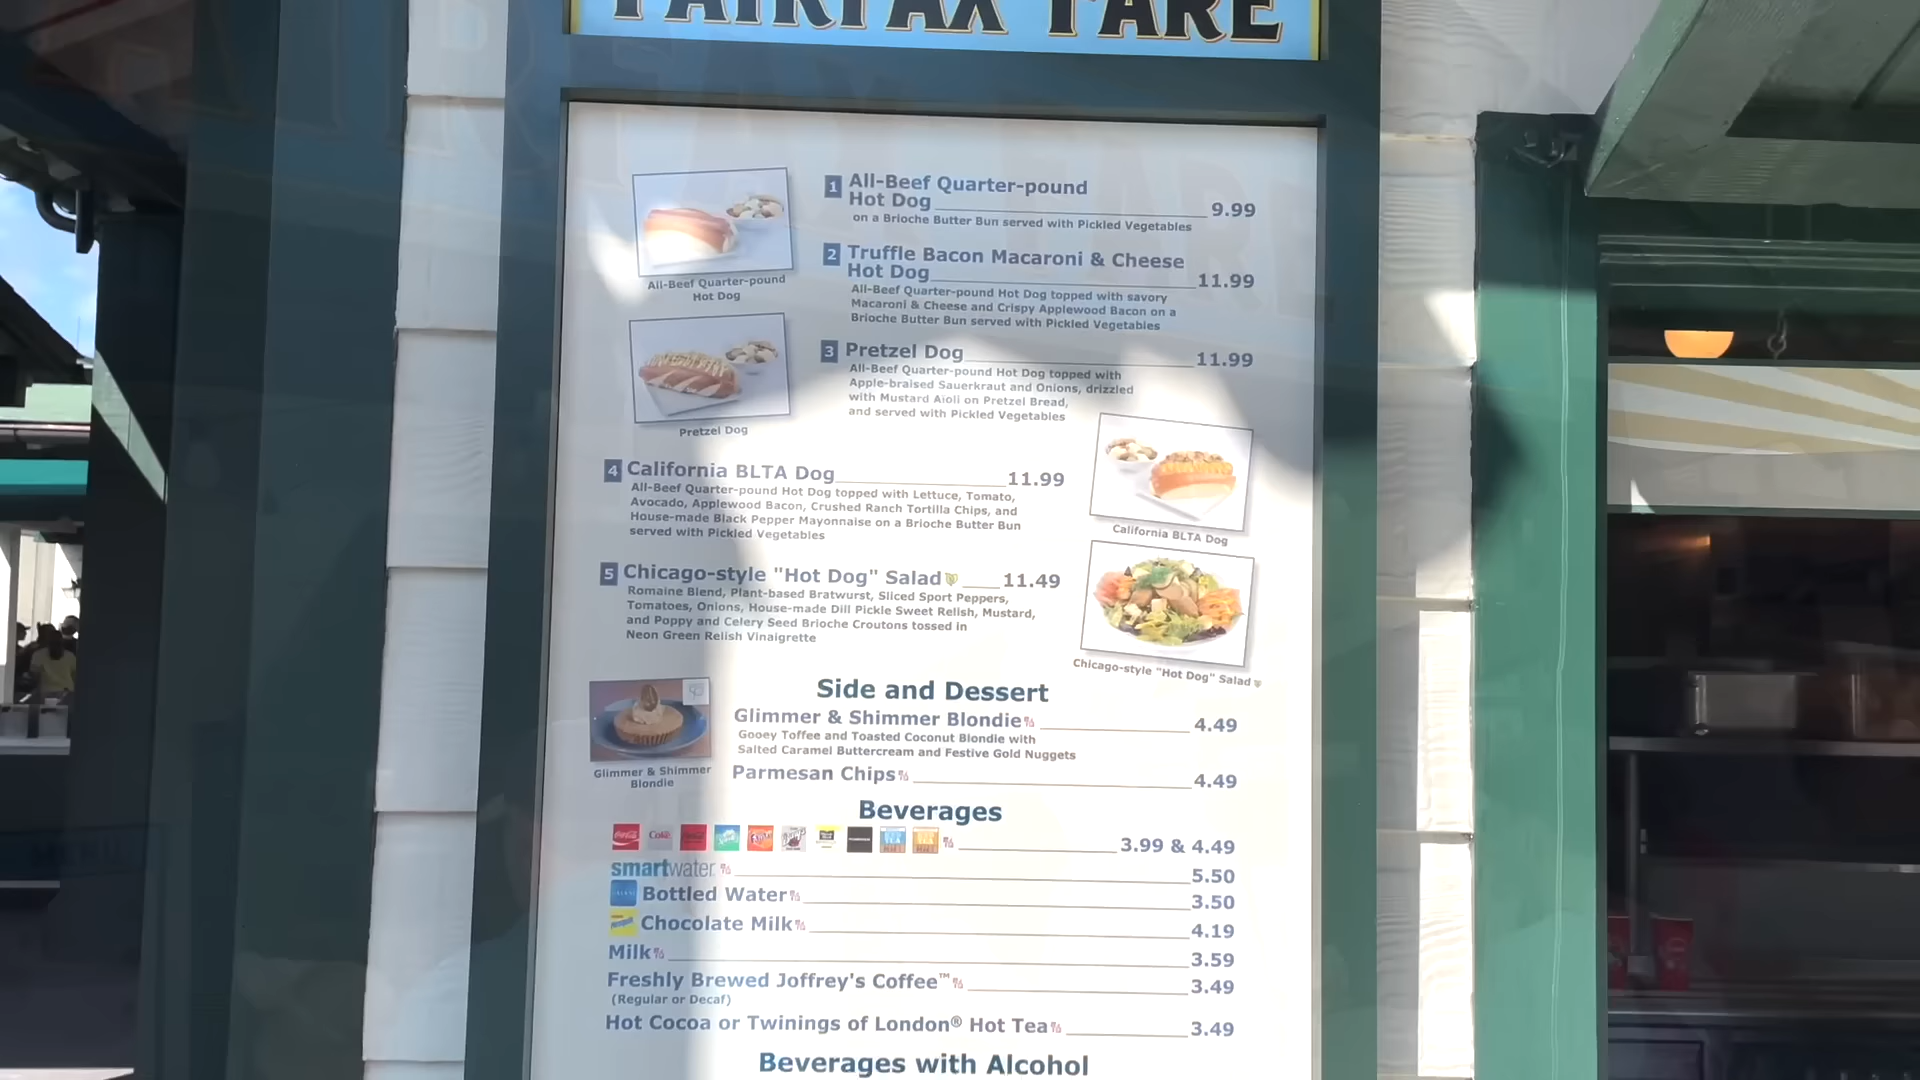 FAIRFAX FARE
1 All-Beef Quarter-pound
Hot Dog 9.99
on a Brioche Butter Bun served with Pickled Vegetables
All-Beef Quarter-pound
Hot Dog
2 Truffle Bacon Macaroni & Cheese
Hot Dog 11.99
All-Beef Quarter-pound Hot Dog topped with savory
Macaroni & Cheese and Crispy Applewood Bacon on a
Brioche Butter Bun served with Pickled Vegetables
3 Pretzel Dog 11.99
All-Beef Quarter-pound Hot Dog topped with
Apple-braised Sauerkraut and Onions, drizzled
with Mustard Aioli on Pretzel Bread,
and served with Pickled Vegetables
Pretzel Dog
4 California BLTA Dog 11.99
All-Beef Quarter-pound Hot Dog topped with Lettuce, Tomato,
Avocado, Applewood Bacon, Crushed Ranch Tortilla Chips, and
House-made Black Pepper Mayonnaise on a Brioche Butter Bun
served with Pickled Vegetables
California BLTA Dog
5 Chicago-style "Hot Dog" Salad 11.49
Romaine Blend, Plant-based Bratwurst, Sliced Sport Peppers,
Tomatoes, Onions, House-made Dill Pickle Sweet Relish, Mustard,
and Poppy and Celery Seed Brioche Croutons tossed in
Neon Green Relish Vinaigrette
Chicago-style "Hot Dog" Salad
Side and Dessert
Glimmer & Shimmer Blondie 4.49
Gooey Toffee and Toasted Coconut Blondie with
Salted Caramel Buttercream and Festive Gold Nuggets
Glimmer & Shimmer
Blondie
Parmesan Chips 4.49
Beverages
3.99 & 4.49
smartwater 5.50
Bottled Water 3.50
Chocolate Milk 4.19
Milk 3.59
Freshly Brewed Joffrey's Coffee™ 3.49
(Regular or Decaf)
Hot Cocoa or Twinings of London® Hot Tea 3.49
Beverages with Alcohol